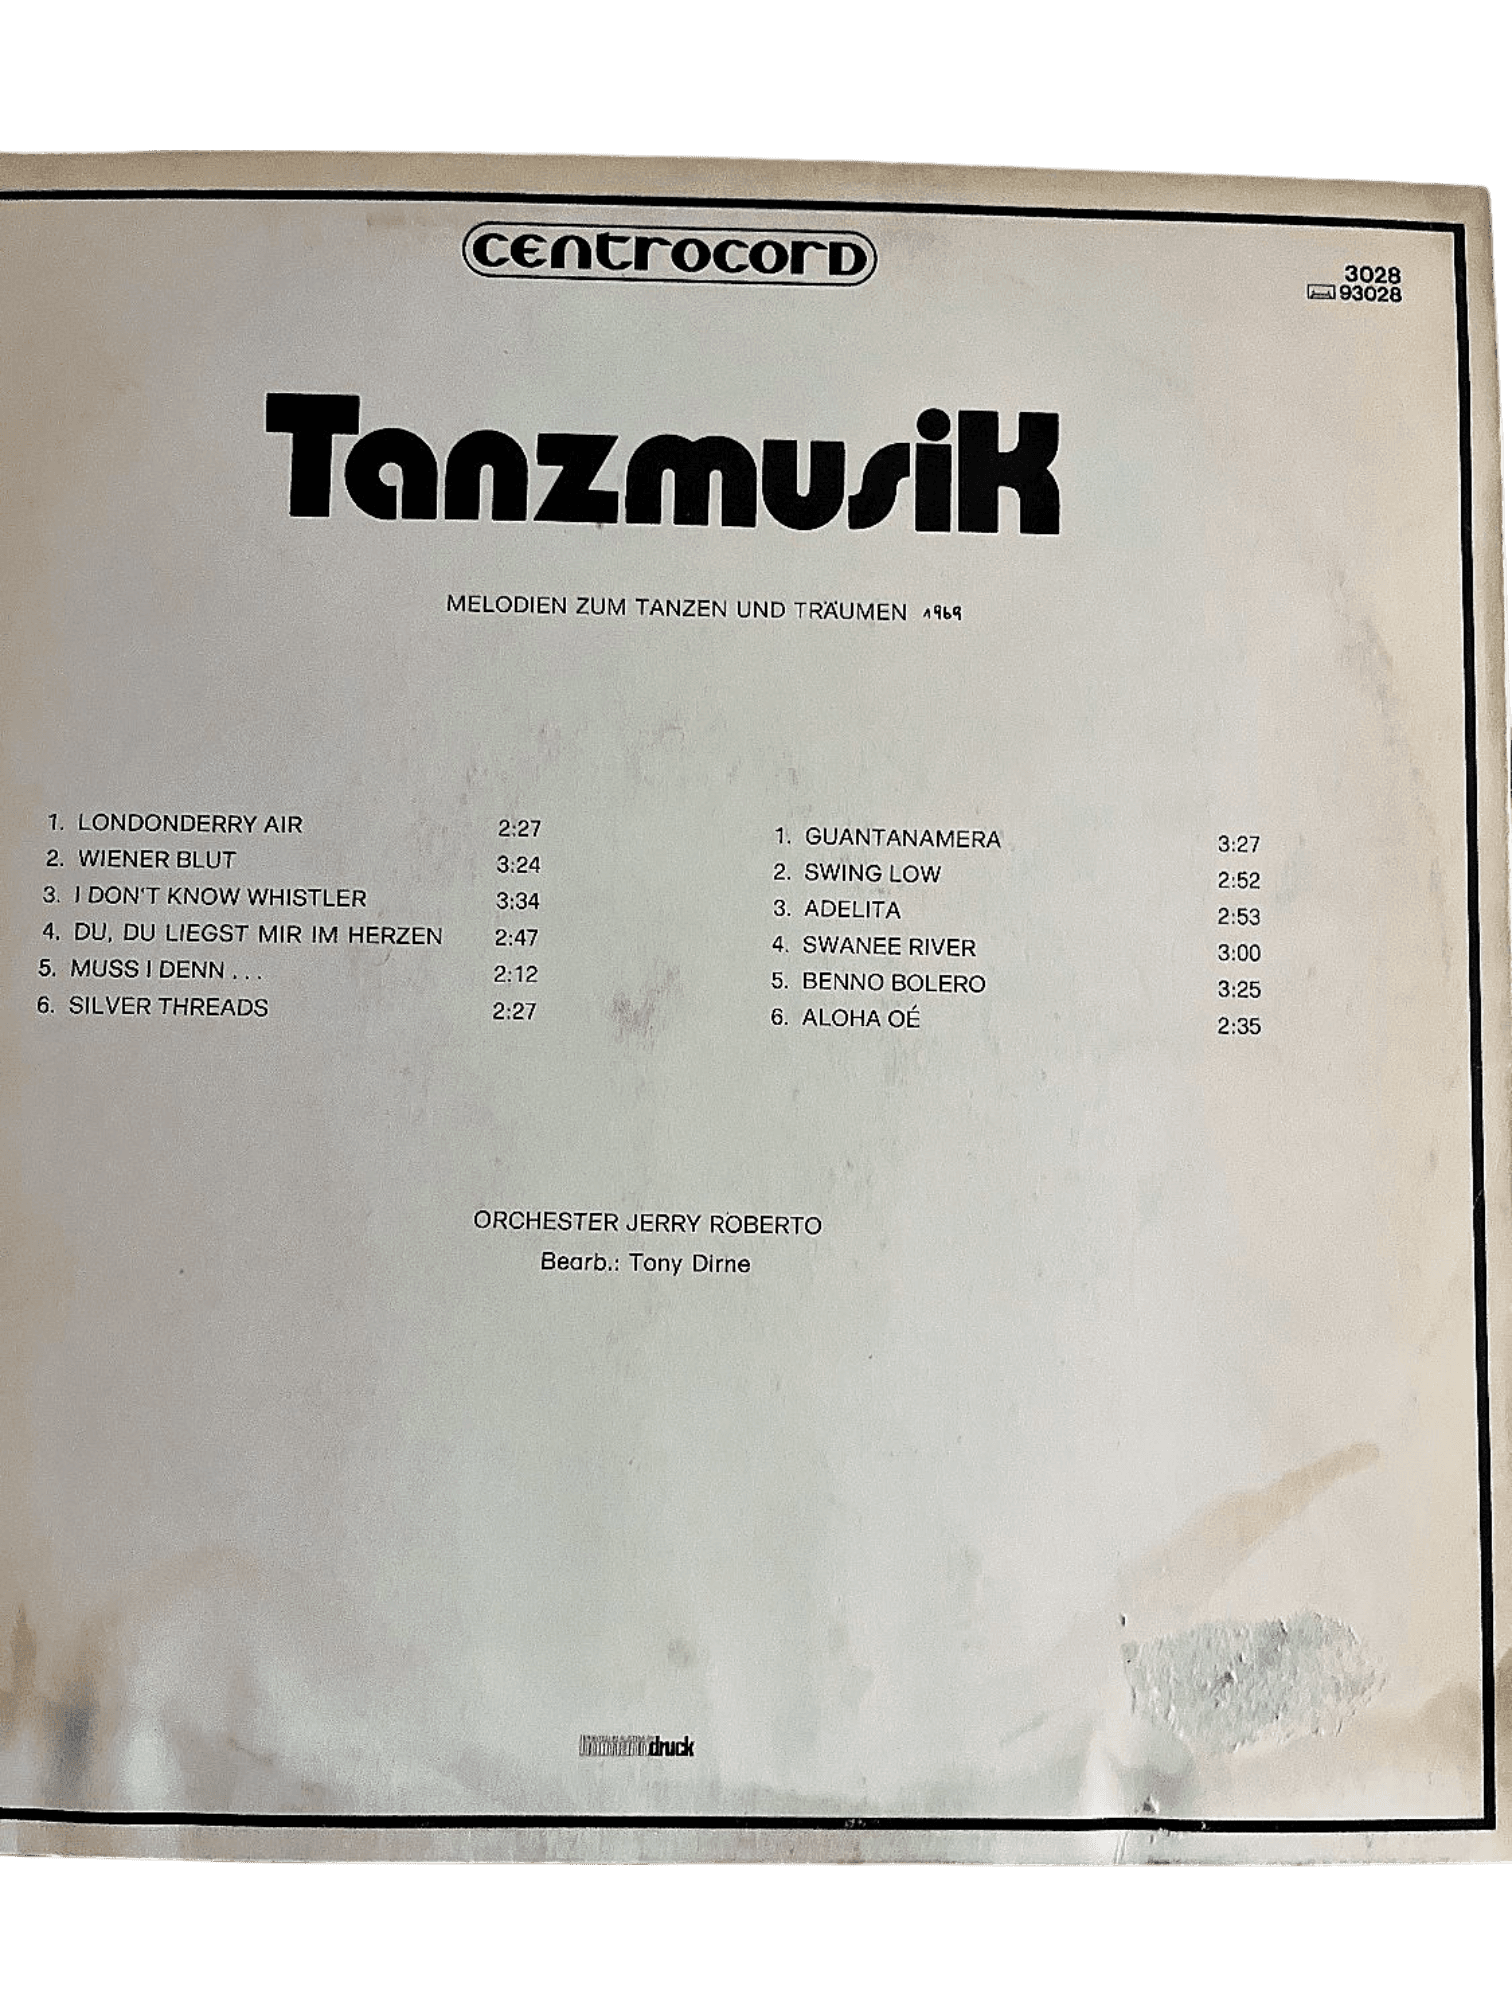 centrocord
3028
93028
Tanzmusik
MELODIEN ZUM TANZEN UND TRÄUMEN 1969
1. LONDONDERRY AIR 2:27
2. WIENER BLUT 3:24
3. I DON'T KNOW WHISTLER 3:34
4. DU, DU LIEGST MIR IM HERZEN 2:47
5. MUSS I DENN . . . 2:12
6. SILVER THREADS 2:27
1. GUANTANAMERA 3:27
2. SWING LOW 2:52
3. ADELITA 2:53
4. SWANEE RIVER 3:00
5. BENNO BOLERO 3:25
6. ALOHA OÉ 2:35
ORCHESTER JERRY ROBERTO
Bearb.: Tony Dirne
druck